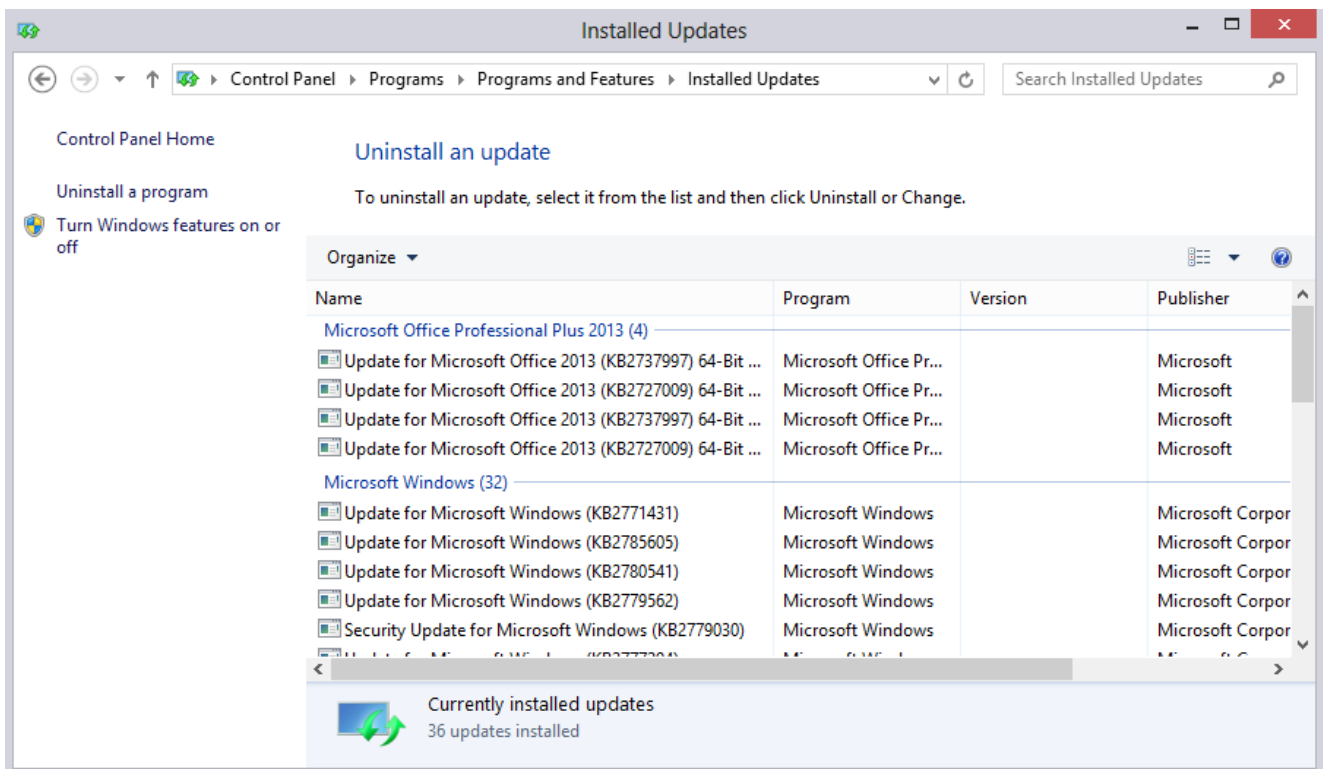 Installed Updates
Control Panel Programs Programs and Features Installed Updates Search Installed Updates
Control Panel Home
Uninstall a program
Turn Windows features on or
off
Uninstall an update
To uninstall an update, select it from the list and then click Uninstall or Change.
Organize
Name Program Version Publisher
Microsoft Office Professional Plus 2013 (4)
Update for Microsoft Office 2013 (KB2737997) 64-Bit ... Microsoft Office Pr... Microsoft
Update for Microsoft Office 2013 (KB2727009) 64-Bit ... Microsoft Office Pr... Microsoft
Update for Microsoft Office 2013 (KB2737997) 64-Bit ... Microsoft Office Pr... Microsoft
Update for Microsoft Office 2013 (KB2727009) 64-Bit ... Microsoft Office Pr... Microsoft
Microsoft Windows (32)
Update for Microsoft Windows (KB2771431) Microsoft Windows Microsoft Corpor
Update for Microsoft Windows (KB2785605) Microsoft Windows Microsoft Corpor
Update for Microsoft Windows (KB2780541) Microsoft Windows Microsoft Corpor
Update for Microsoft Windows (KB2779562) Microsoft Windows Microsoft Corpor
Security Update for Microsoft Windows (KB2779030) Microsoft Windows Microsoft Corpor
Currently installed updates
36 updates installed